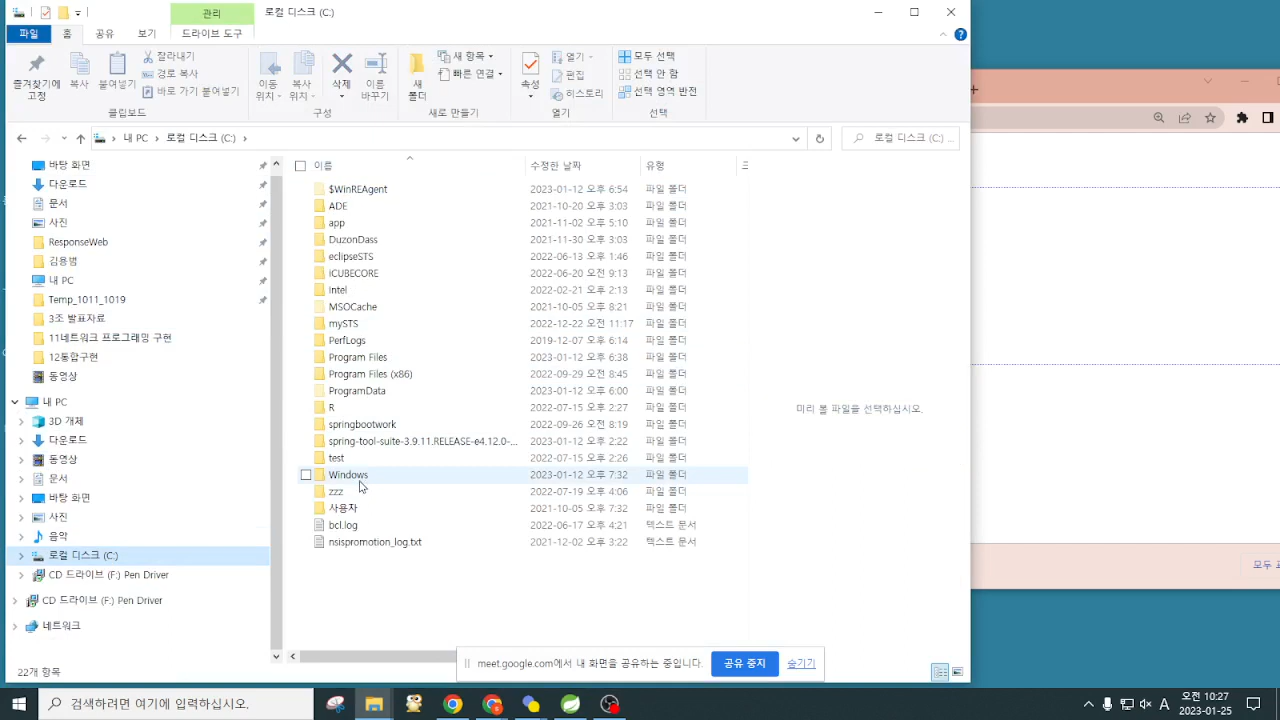 관리
로컬 디스크 (C:)
파일
홈
공유
보기
드라이브 도구
즐겨찾기에
고정
복사
붙여넣기
잘라내기
경로 복사
바로 가기 붙여넣기
클립보드
이동
위치
복사
위치
삭제
이름
바꾸기
구성
새
폴더
새 항목
빠른 연결
새로 만들기
속성
열기
편집
히스토리
열기
모두 선택
선택 안 함
선택 영역 반전
선택
내 PC > 로컬 디스크 (C:) >
로컬 디스크 (C:) ...
바탕 화면
다운로드
문서
사진
ResponseWeb
김용범
내 PC
Temp_1011_1019
3조 발표자료
11네트워크 프로그래밍 구현
12통합구현
동영상
내 PC
3D 개체
다운로드
동영상
문서
바탕 화면
사진
음악
로컬 디스크 (C:)
CD 드라이브 (F:) Pen Driver
CD 드라이브 (F:) Pen Driver
네트워크
이름 수정한 날짜 유형
$WinREAgent 2023-01-12 오후 6:54 파일 폴더
ADE 2021-10-20 오후 3:03 파일 폴더
app 2021-11-02 오후 5:10 파일 폴더
DuzonDass 2021-11-30 오후 3:03 파일 폴더
eclipseSTS 2022-06-13 오후 1:46 파일 폴더
ICUBECORE 2022-06-20 오전 9:13 파일 폴더
Intel 2022-02-21 오후 2:13 파일 폴더
MSOCache 2021-10-05 오후 8:21 파일 폴더
mySTS 2022-12-22 오전 11:17 파일 폴더
PerfLogs 2019-12-07 오후 6:14 파일 폴더
Program Files 2023-01-12 오후 6:38 파일 폴더
Program Files (x86) 2022-09-29 오전 8:45 파일 폴더
ProgramData 2023-01-12 오후 6:00 파일 폴더
R 2022-07-15 오후 2:27 파일 폴더
springbootwork 2022-09-26 오전 8:19 파일 폴더
spring-tool-suite-3.9.11.RELEASE-e4.12.0-... 2023-01-12 오후 2:22 파일 폴더
test 2022-07-15 오후 2:26 파일 폴더
Windows 2023-01-12 오후 7:32 파일 폴더
zzz 2022-07-19 오후 4:06 파일 폴더
사용자 2021-10-05 오후 7:32 파일 폴더
bcl.log 2022-06-17 오후 4:21 텍스트 문서
nsispromotion_log.txt 2021-12-02 오후 3:22 텍스트 문서
미리 볼 파일을 선택하십시오.
모두
22개 항목
meet.google.com에서 내 화면을 공유하는 중입니다.
공유 중지
숨기기
검색하려면 여기에 입력하십시오.
A
오전 10:27
2023-01-25